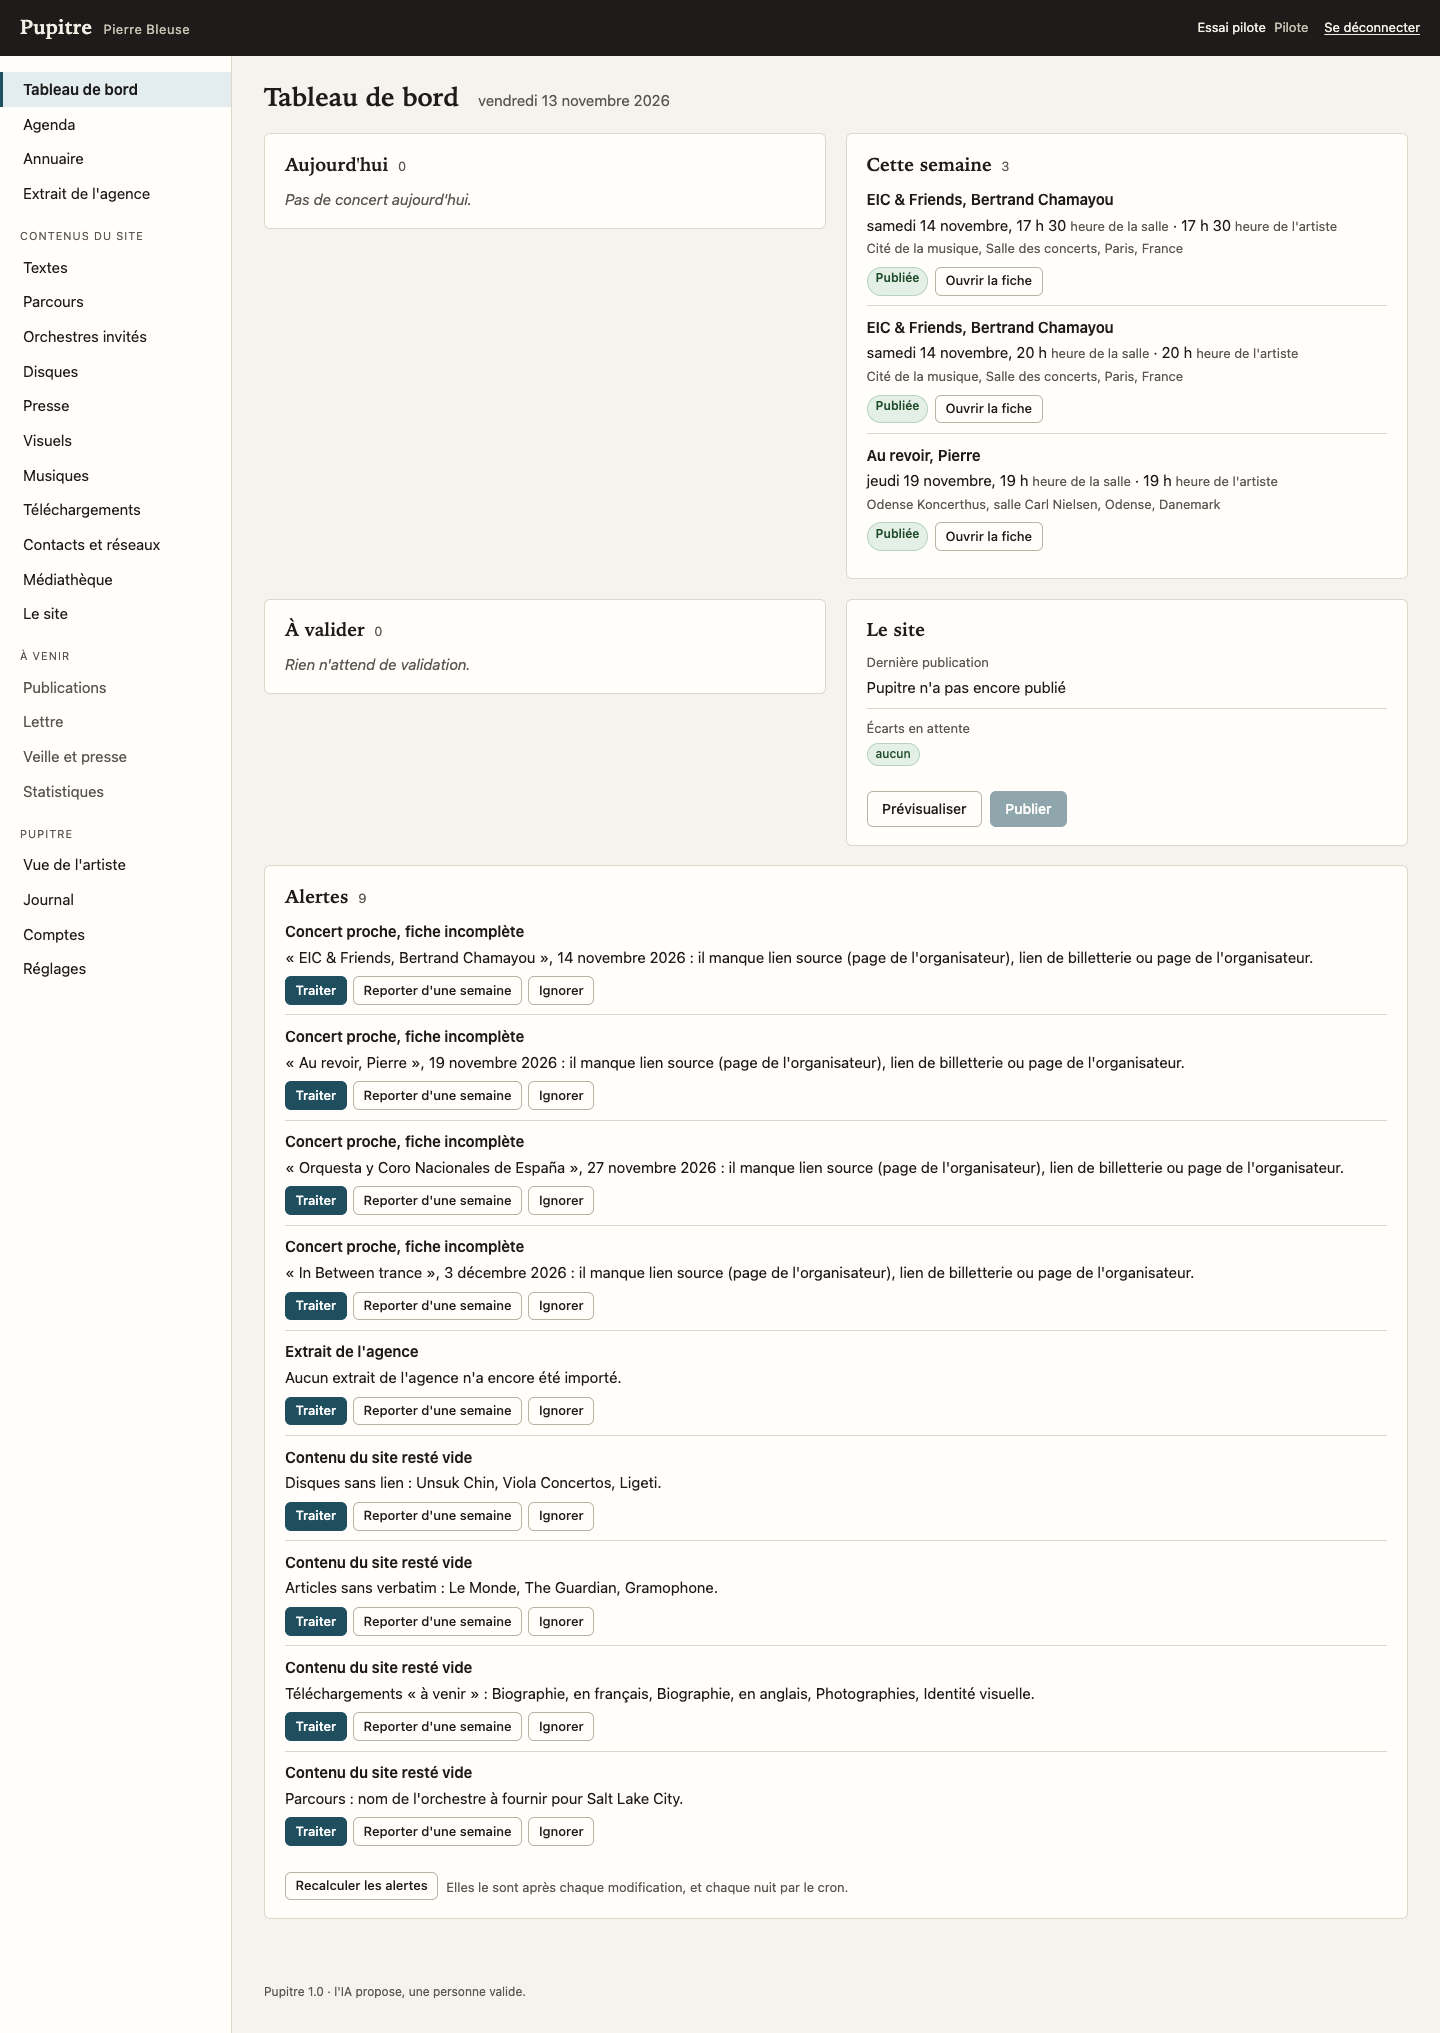 Pupitre Pierre Bleuse
Essai pilote Pilote Se déconnecter
Tableau de bord
Agenda
Annuaire
Extrait de l'agence
CONTENUS DU SITE
Textes
Parcours
Orchestres invités
Disques
Presse
Visuels
Musiques
Téléchargements
Contacts et réseaux
Médiathèque
Le site
À VENIR
Publications
Lettre
Veille et presse
Statistiques
PUPITRE
Vue de l'artiste
Journal
Comptes
Réglages
Tableau de bord vendredi 13 novembre 2026
Aujourd'hui 0
Pas de concert aujourd'hui.
Cette semaine 3
EIC & Friends, Bertrand Chamayou
samedi 14 novembre, 17 h 30 heure de la salle · 17 h 30 heure de l'artiste
Cité de la musique, Salle des concerts, Paris, France
Publiée Ouvrir la fiche
EIC & Friends, Bertrand Chamayou
samedi 14 novembre, 20 h heure de la salle · 20 h heure de l'artiste
Cité de la musique, Salle des concerts, Paris, France
Publiée Ouvrir la fiche
Au revoir, Pierre
jeudi 19 novembre, 19 h heure de la salle · 19 h heure de l'artiste
Odense Koncerthus, salle Carl Nielsen, Odense, Danemark
Publiée Ouvrir la fiche
À valider 0
Rien n'attend de validation.
Le site
Dernière publication
Pupitre n'a pas encore publié
Écarts en attente
aucun
Prévisualiser Publier
Alertes 9
Concert proche, fiche incomplète
« EIC & Friends, Bertrand Chamayou », 14 novembre 2026 : il manque lien source (page de l'organisateur), lien de billetterie ou page de l'organisateur.
Traiter Reporter d'une semaine Ignorer
Concert proche, fiche incomplète
« Au revoir, Pierre », 19 novembre 2026 : il manque lien source (page de l'organisateur), lien de billetterie ou page de l'organisateur.
Traiter Reporter d'une semaine Ignorer
Concert proche, fiche incomplète
« Orquesta y Coro Nacionales de España », 27 novembre 2026 : il manque lien source (page de l'organisateur), lien de billetterie ou page de l'organisateur.
Traiter Reporter d'une semaine Ignorer
Concert proche, fiche incomplète
« In Between trance », 3 décembre 2026 : il manque lien source (page de l'organisateur), lien de billetterie ou page de l'organisateur.
Traiter Reporter d'une semaine Ignorer
Extrait de l'agence
Aucun extrait de l'agence n'a encore été importé.
Traiter Reporter d'une semaine Ignorer
Contenu du site resté vide
Disques sans lien : Unsuk Chin, Viola Concertos, Ligeti.
Traiter Reporter d'une semaine Ignorer
Contenu du site resté vide
Articles sans verbatim : Le Monde, The Guardian, Gramophone.
Traiter Reporter d'une semaine Ignorer
Contenu du site resté vide
Téléchargements « à venir » : Biographie, en français, Biographie, en anglais, Photographies, Identité visuelle.
Traiter Reporter d'une semaine Ignorer
Contenu du site resté vide
Parcours : nom de l'orchestre à fournir pour Salt Lake City.
Traiter Reporter d'une semaine Ignorer
Recalculer les alertes Elles le sont après chaque modification, et chaque nuit par le cron.
Pupitre 1.0 · l'IA propose, une personne valide.